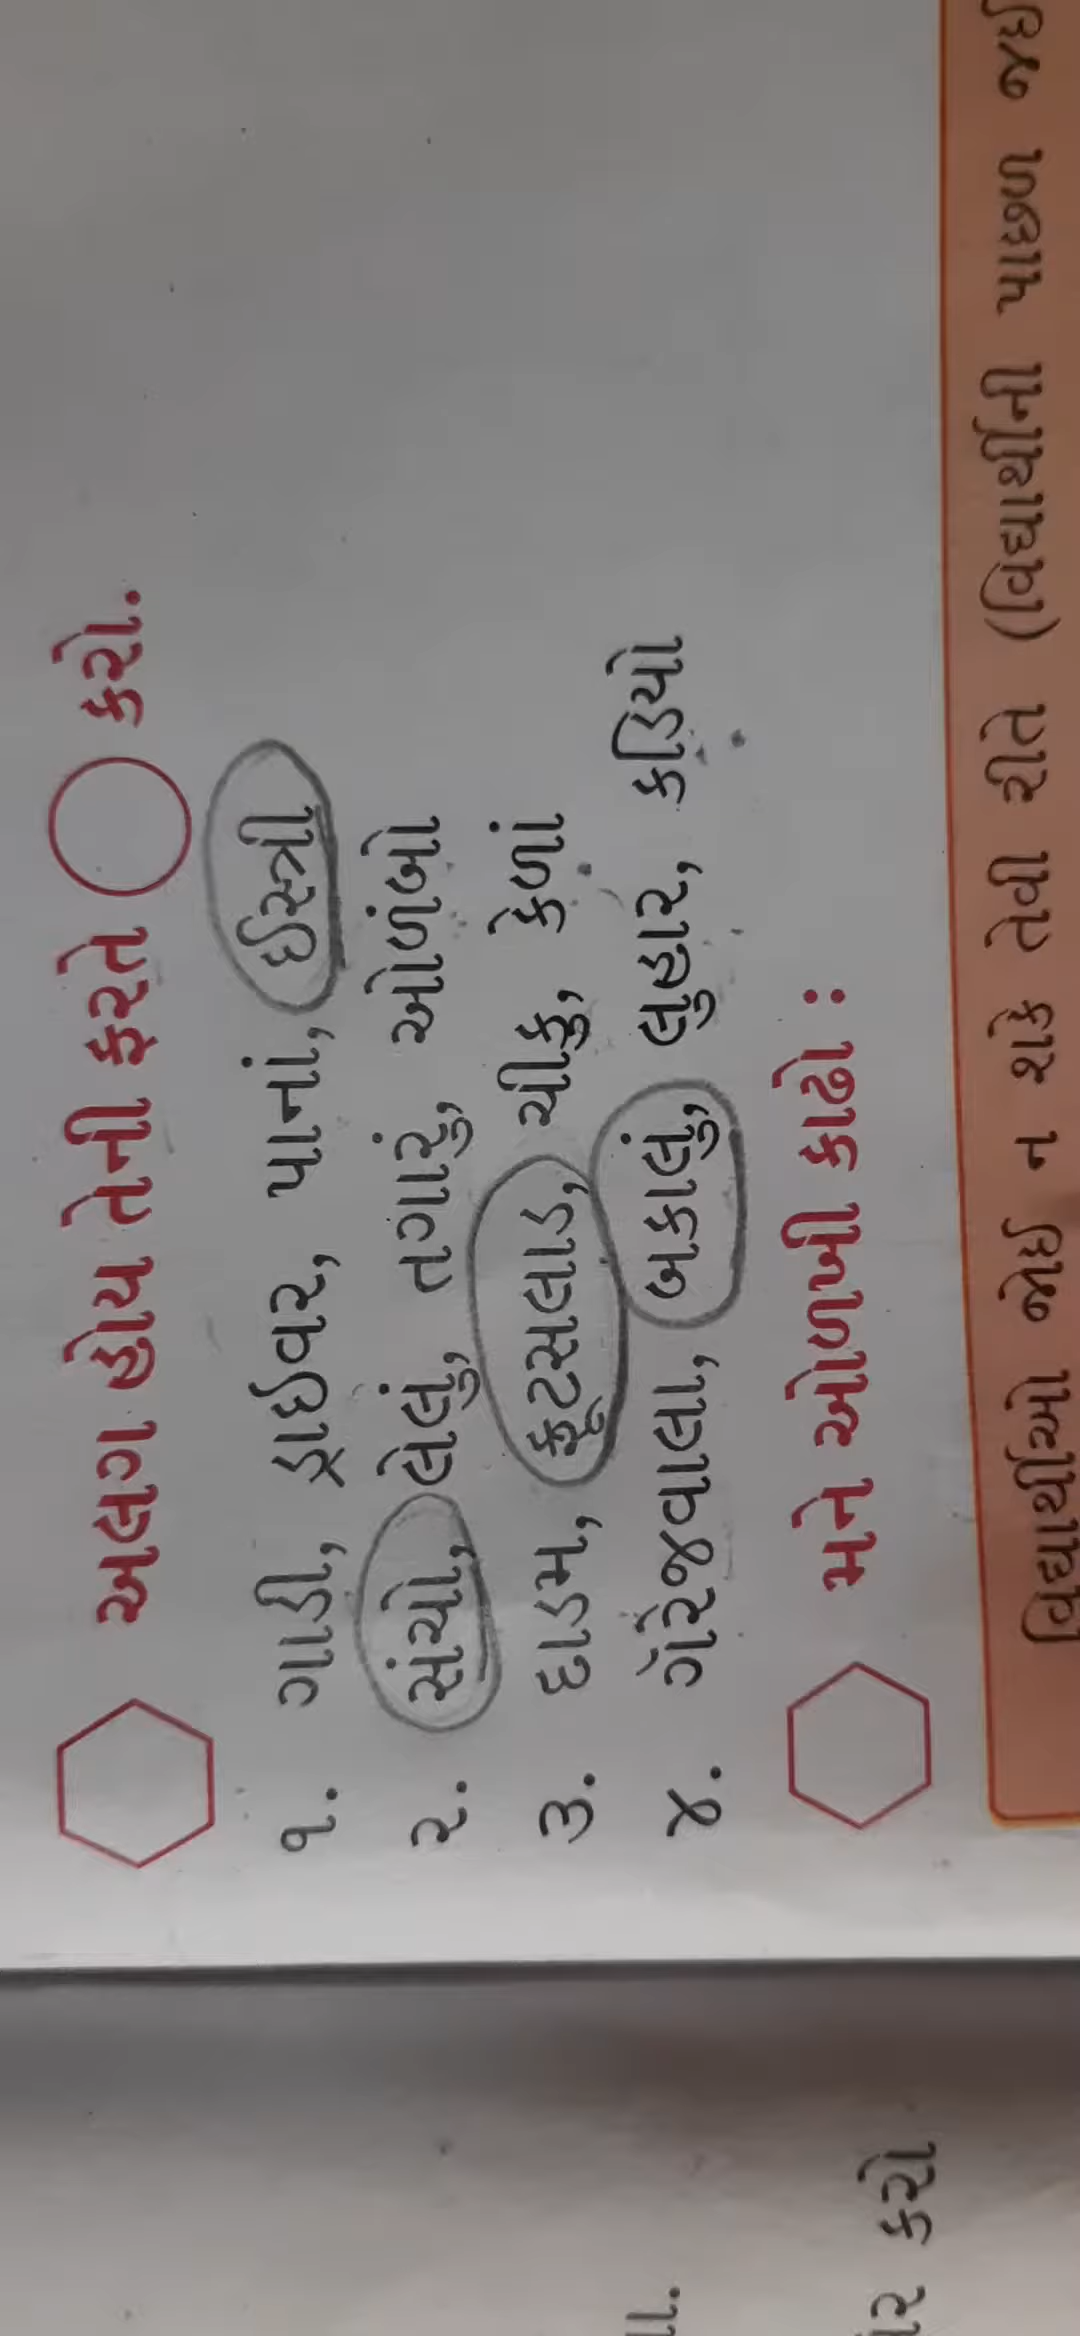 અલગ હોય તેની ફરતે કરો.
૧. ગાડી, ડ્રાઈવર, પાનાં, ઇસ્ત્રી
૨. સંચો, લેલું, તગારું, ઓળંબો
૩. દાડમ, ફ્રૂટસલાડ, ચીકુ, કેળાં
૪. ગેરેજવાલા, બકાલું, લુહાર, કડિયો
મને ઓળખી કાઢો :
વિદ્યાર્થીઓ જોઇ ન શકે તેવી રીતે (વિદ્યાર્થીની પાછળ
કરો